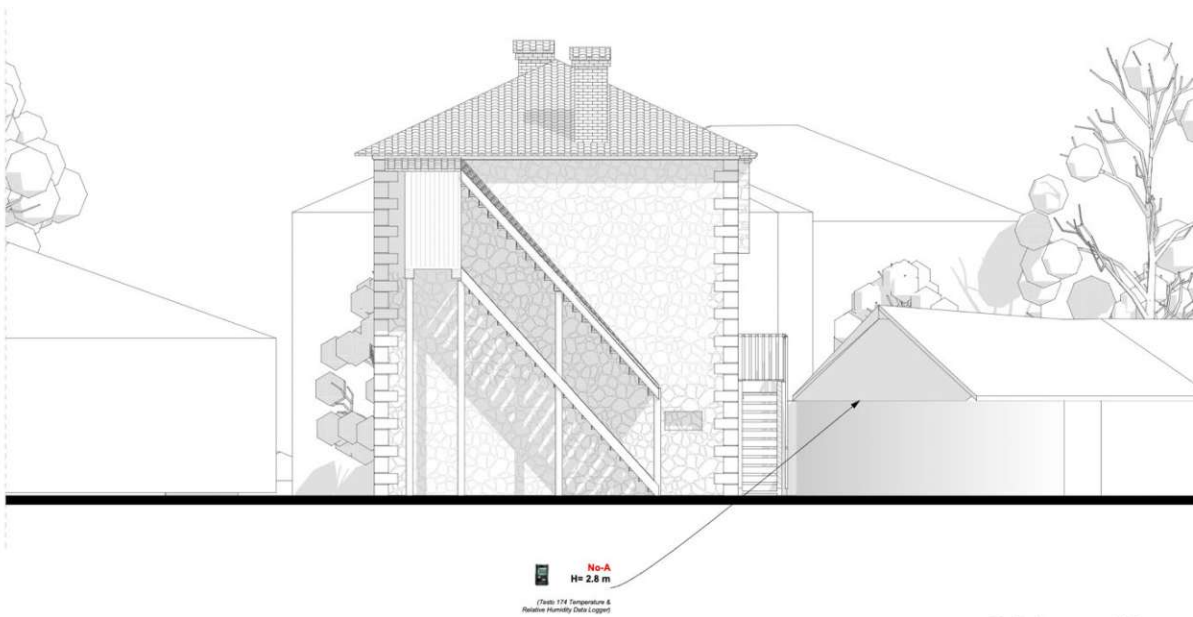 No-A
H= 2.8 m
(Testo 174 Temperature &
Relative Humidity Data Logger)